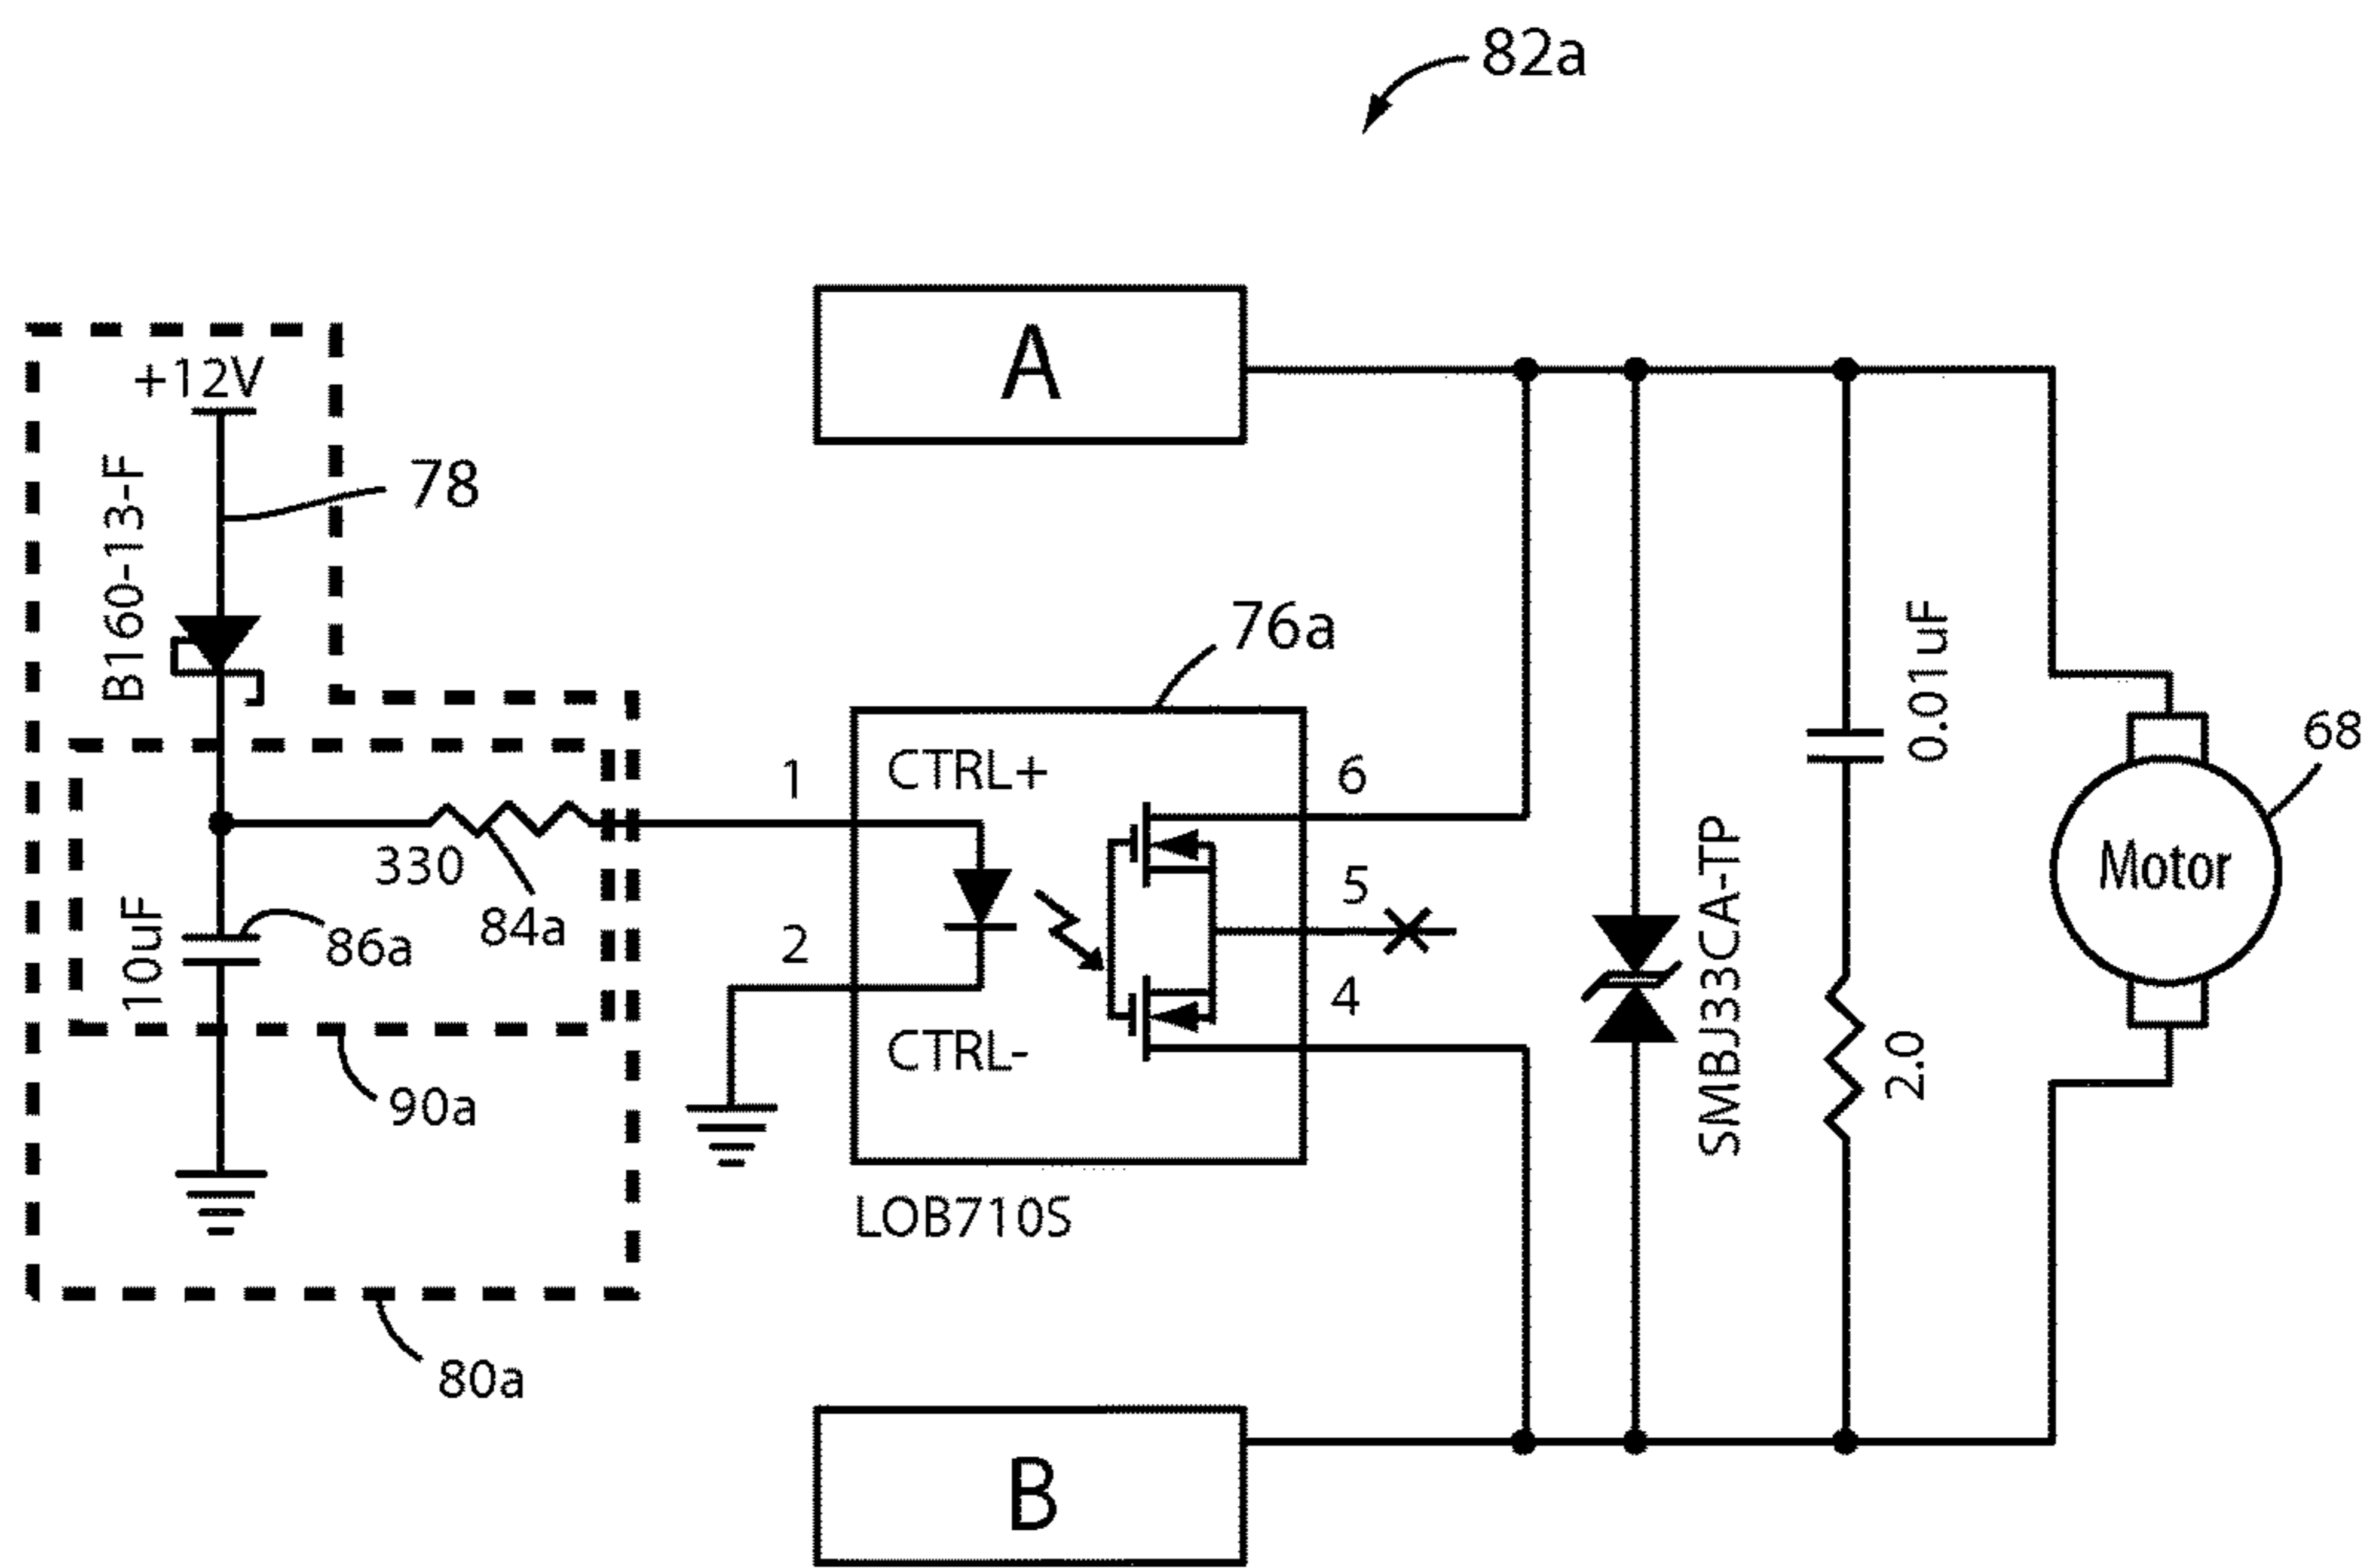 82a
A
+12V
78
B160-13-F
76a
0.01uF
68
1
CTRL+
6
Motor
330
5
SMBJ33CA-TP
84a
86a
10uF
2
4
CTRL-
2.0
90a
LOB710S
80a
B